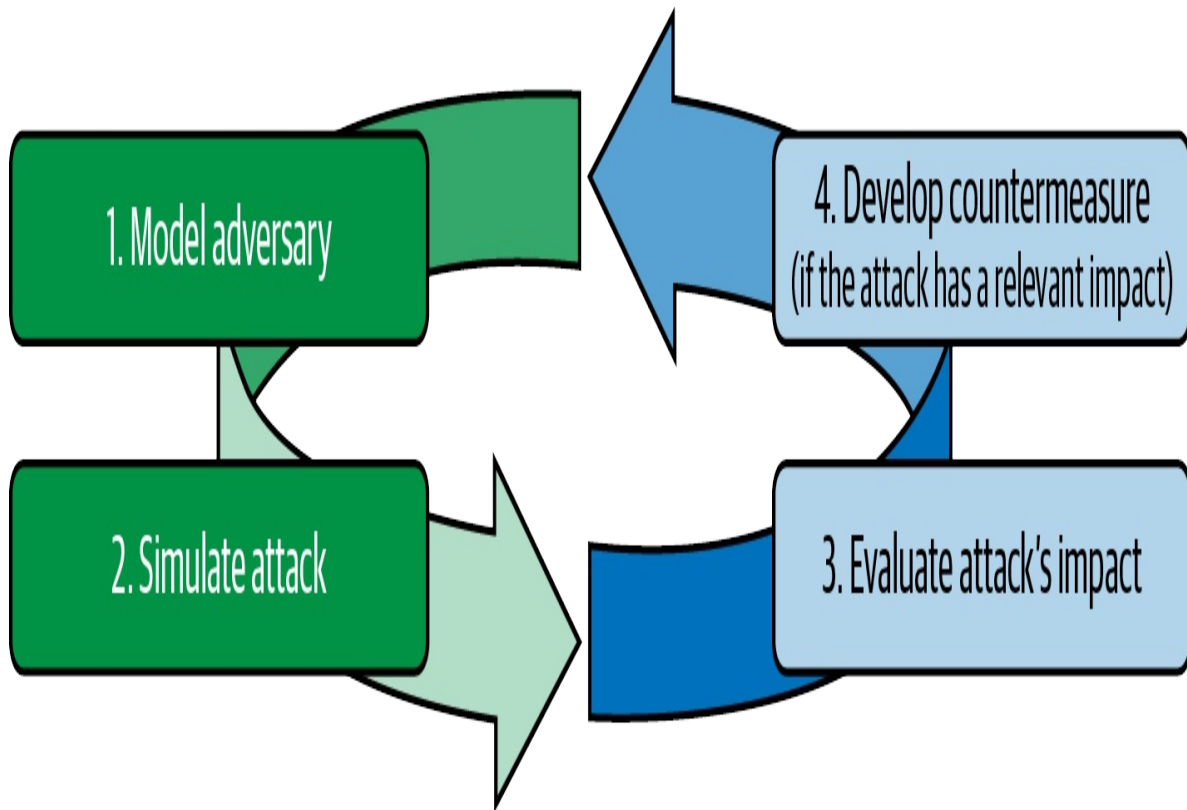 1. Model adversary
2. Simulate attack
3. Evaluate attack’s impact
4. Develop countermeasure
(if the attack has a relevant impact)